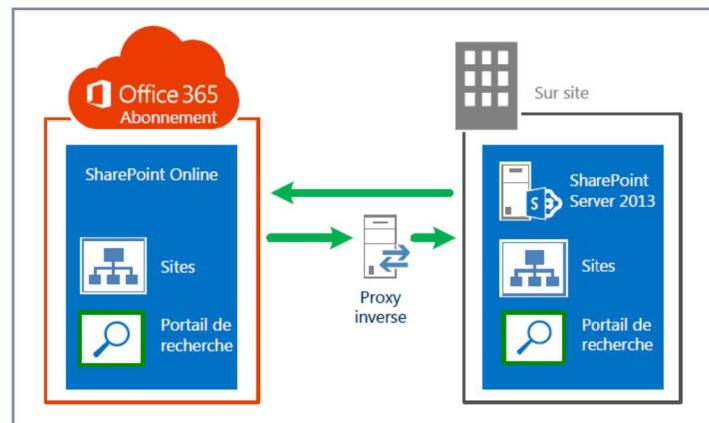 Office 365
Abonnement
SharePoint Online
Sites
Portail de
recherche
Proxy
inverse
Sur site
SharePoint
Server 2013
S
Sites
Portail de
recherche